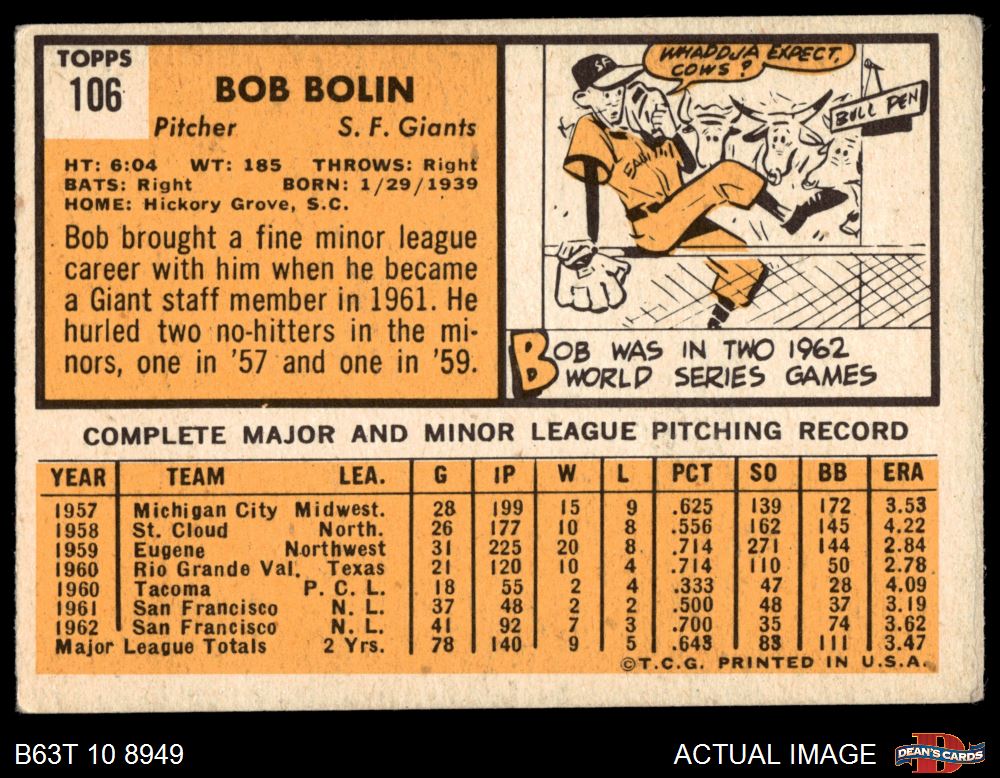 TOPPS
106
BOB BOLIN
Pitcher S. F. Giants
HT: 6:04 WT: 185 THROWS: Right
BATS: Right BORN: 1/29/1939
HOME: Hickory Grove, S.C.
Bob brought a fine minor league
career with him when he became
a Giant staff member in 1961. He
hurled two no-hitters in the mi-
nors, one in '57 and one in '59.
WHADDJA EXPECT,
COWS?
SF
BULL PEN
BOB WAS IN TWO 1962
WORLD SERIES GAMES
COMPLETE MAJOR AND MINOR LEAGUE PITCHING RECORD
YEAR TEAM LEA. G IP W L PCT SO BB ERA
1957 Michigan City Midwest. 28 199 15 9 .625 139 172 3.53
1958 St. Cloud North. 26 177 10 8 .556 162 145 4.22
1959 Eugene Northwest 31 225 20 8 .714 271 144 2.84
1960 Rio Grande Val. Texas 21 120 10 4 .714 110 50 2.78
1960 Tacoma P. C. L. 18 55 2 4 .333 47 28 4.09
1961 San Francisco N. L. 37 48 2 2 .500 48 37 3.19
1962 San Francisco N. L. 41 92 7 3 .700 35 74 3.62
Major League Totals 2 Yrs. 78 140 9 5 .643 83 111 3.47
©T.C.G. PRINTED IN U.S.A.
B63T 10 8949 ACTUAL IMAGE DEAN'S CARDS